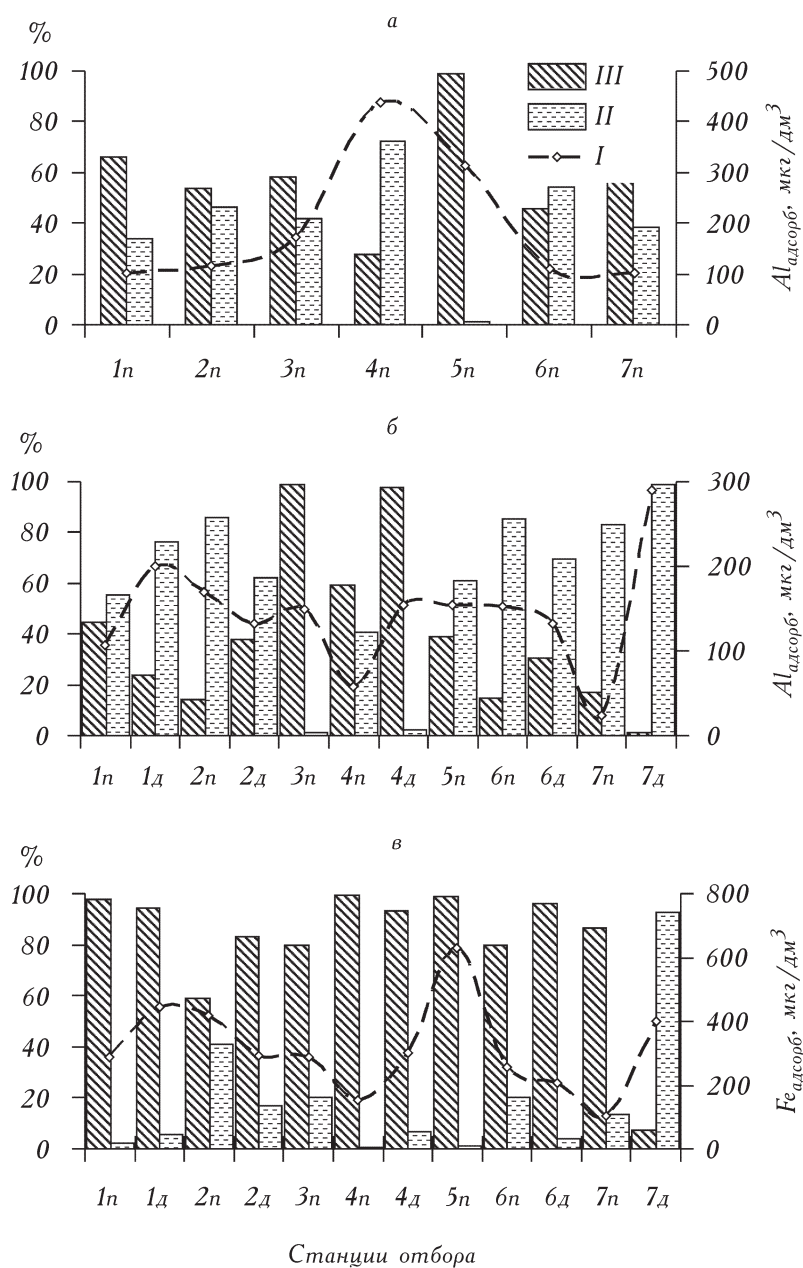 а
%
100
80
60
40
20
0
III
II
I
500
400
300
200
100
0
Alадсорб, мкг/дм3
1п 2п 3п 4п 5п 6п 7п
б
%
100
80
60
40
20
0
300
200
100
0
Alадсорб, мкг/дм3
1п 1д 2п 2д 3п 4п 4д 5п 6п 6д 7п 7д
в
%
100
80
60
40
20
0
800
600
400
200
0
Feадсорб, мкг/дм3
1п 1д 2п 2д 3п 4п 4д 5п 6п 6д 7п 7д
Станции отбора